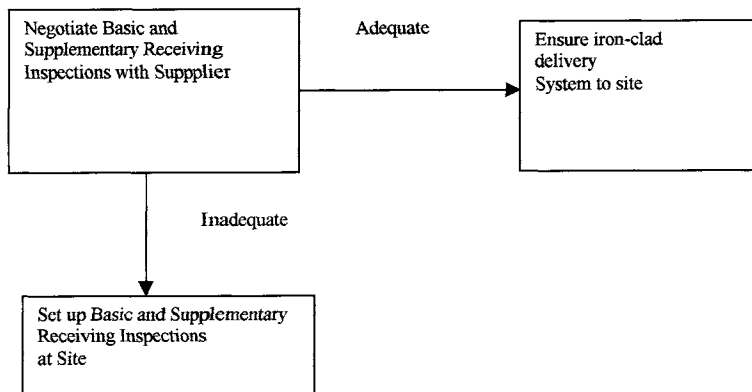 Negotiate Basic and
Supplementary Receiving
Inspections with Suppplier
Adequate
Ensure iron-clad
delivery
System to site
Inadequate
Set up Basic and Supplementary
Receiving Inspections
at Site